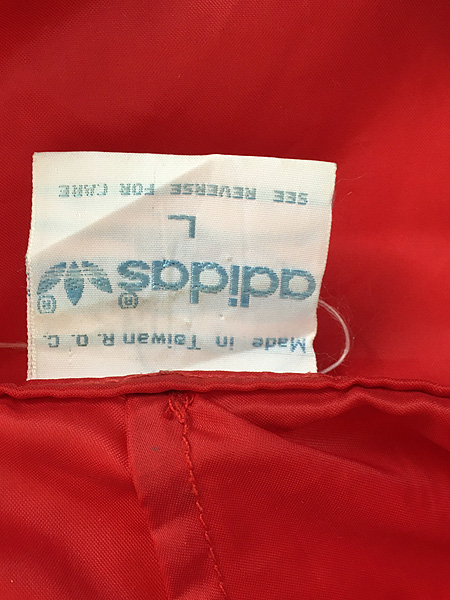 Made in Taiwan R.O.C.
adidas®
®
L
SEE REVERSE FOR CARE